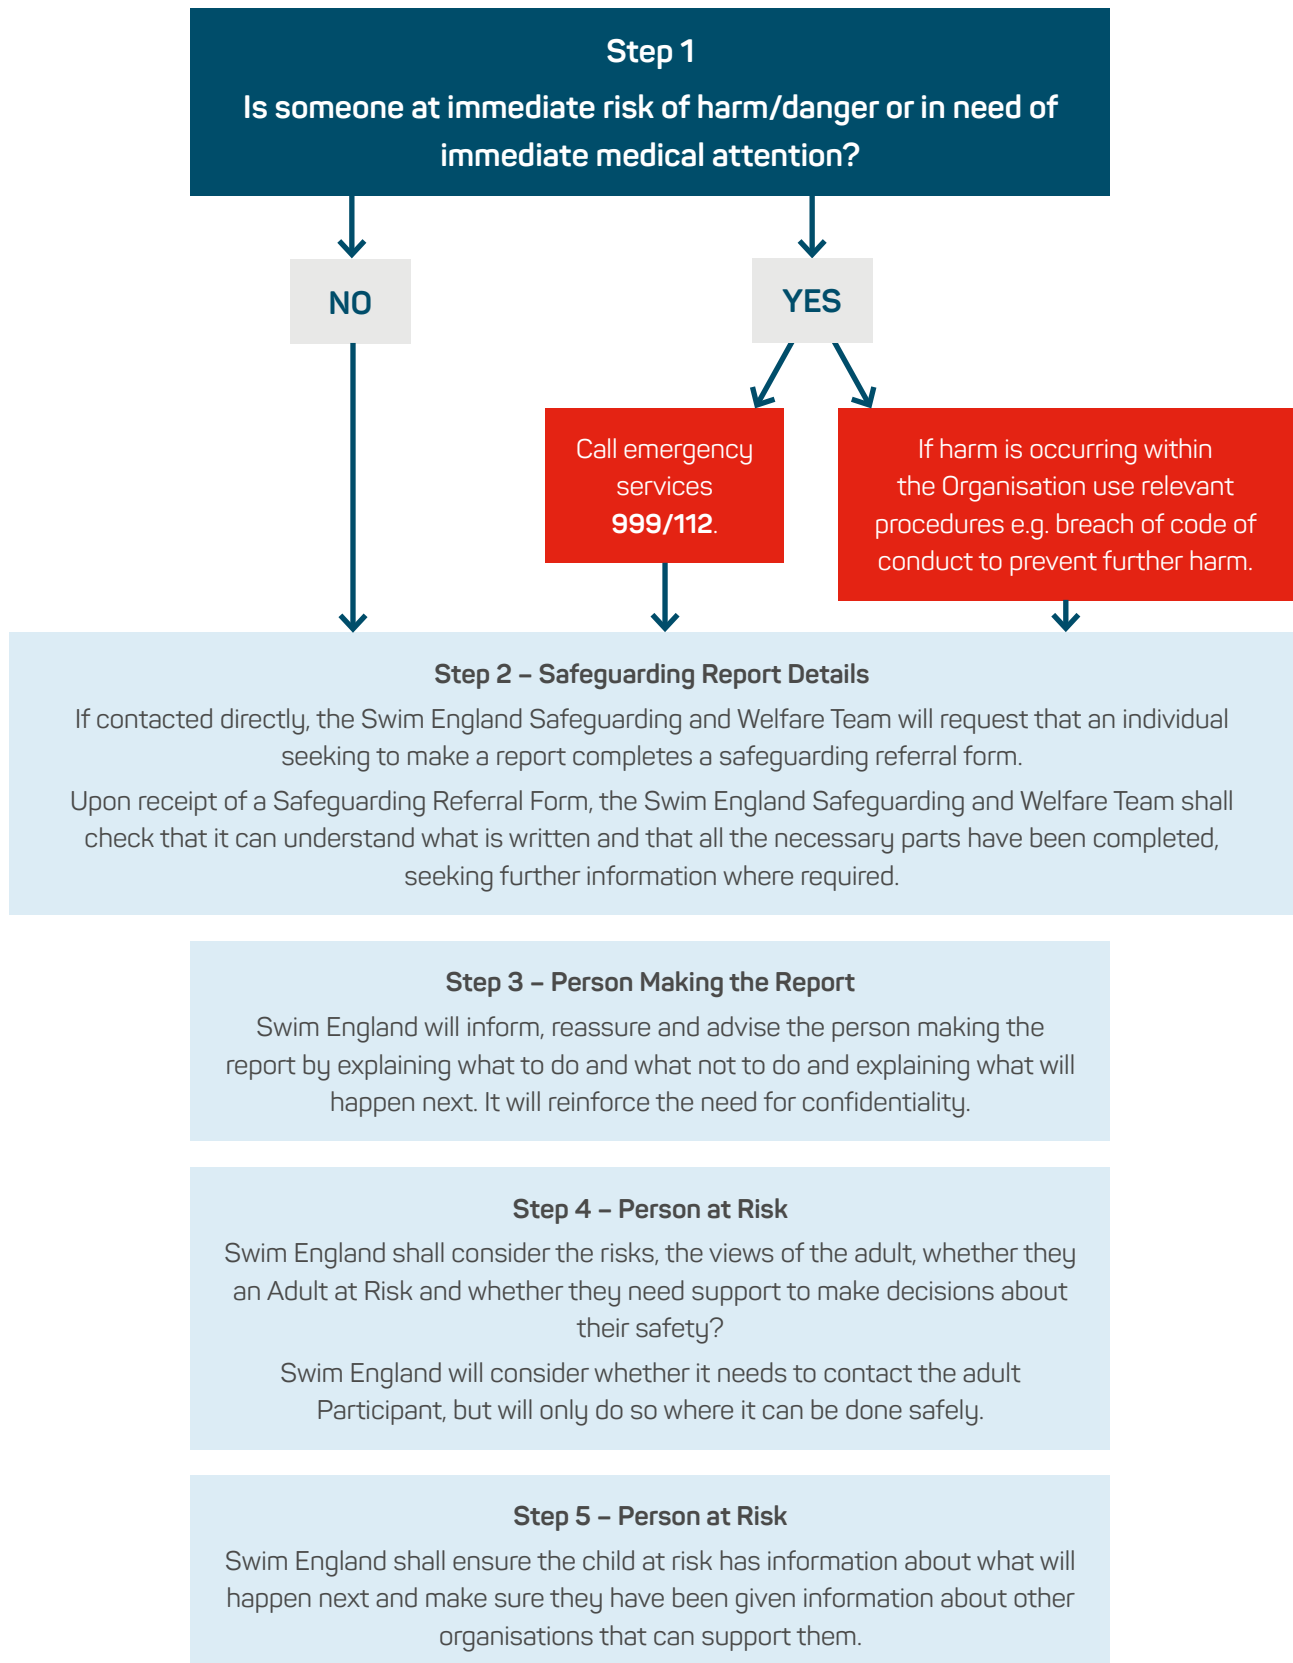 Step 1
Is someone at immediate risk of harm/danger or in need of
immediate medical attention?
NO
YES
Call emergency
services
999/112.
If harm is occurring within
the Organisation use relevant
procedures e.g. breach of code of
conduct to prevent further harm.
Step 2 – Safeguarding Report Details
If contacted directly, the Swim England Safeguarding and Welfare Team will request that an individual
seeking to make a report completes a safeguarding referral form.
Upon receipt of a Safeguarding Referral Form, the Swim England Safeguarding and Welfare Team shall
check that it can understand what is written and that all the necessary parts have been completed,
seeking further information where required.
Step 3 – Person Making the Report
Swim England will inform, reassure and advise the person making the
report by explaining what to do and what not to do and explaining what will
happen next. It will reinforce the need for confidentiality.
Step 4 – Person at Risk
Swim England shall consider the risks, the views of the adult, whether they
an Adult at Risk and whether they need support to make decisions about
their safety?
Swim England will consider whether it needs to contact the adult
Participant, but will only do so where it can be done safely.
Step 5 – Person at Risk
Swim England shall ensure the child at risk has information about what will
happen next and make sure they have been given information about other
organisations that can support them.